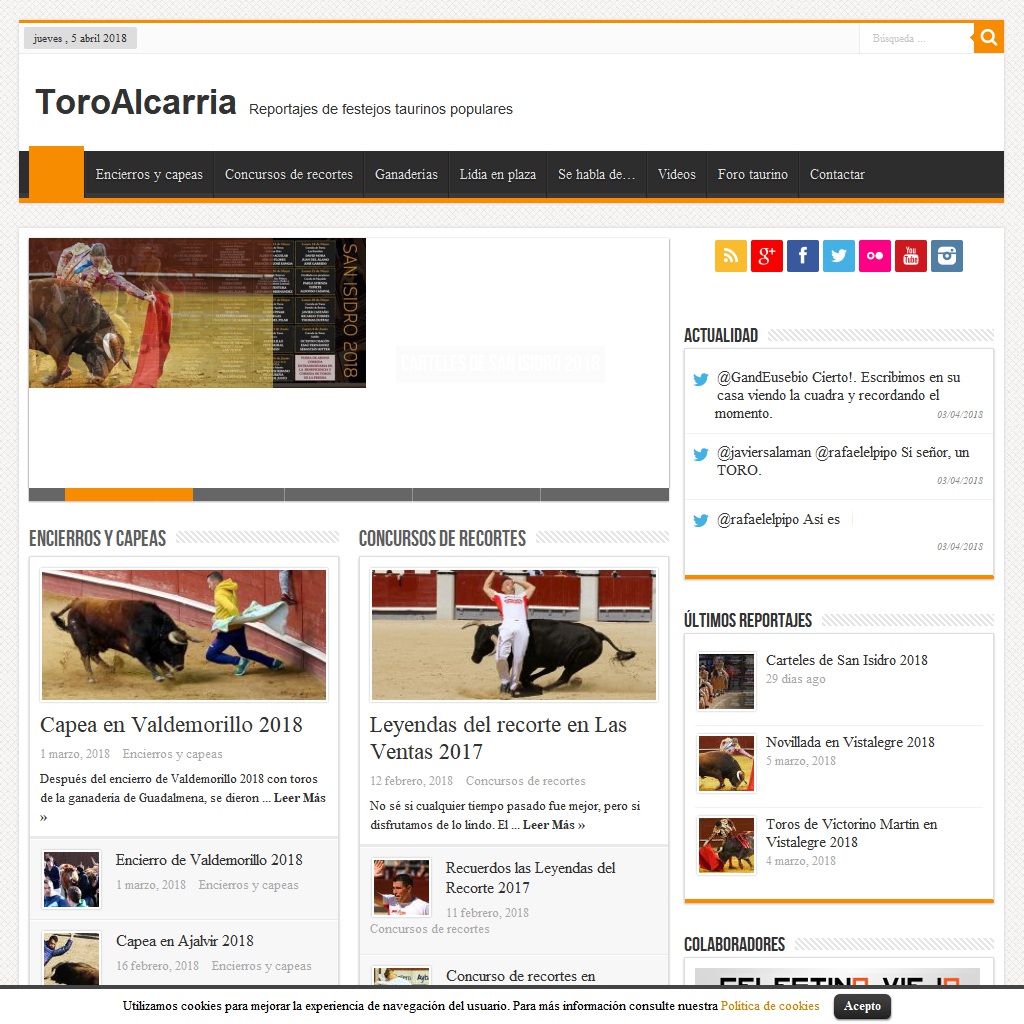 jueves , 5 abril 2018
Búsqueda ...
ToroAlcarria Reportajes de festejos taurinos populares
Encierros y capeas Concursos de recortes Ganaderias Lidia en plaza Se habla de… Videos Foro taurino Contactar
SAN ISIDRO 2018
CARTELES DE SAN ISIDRO 2018
ENCIERROS Y CAPEAS
Capea en Valdemorillo 2018
1 marzo, 2018 Encierros y capeas
Después del encierro de Valdemorillo 2018 con toros
de la ganadería de Guadalmena, se dieron ... Leer Más
»
Encierro de Valdemorillo 2018
1 marzo, 2018 Encierros y capeas
Capea en Ajalvir 2018
16 febrero, 2018 Encierros y capeas
CONCURSOS DE RECORTES
Leyendas del recorte en Las
Ventas 2017
12 febrero, 2018 Concursos de recortes
No sé si cualquier tiempo pasado fue mejor, pero si
disfrutamos de lo lindo. El ... Leer Más »
Recuerdos las Leyendas del
Recorte 2017
11 febrero, 2018
Concursos de recortes
Concurso de recortes en
You
Tube
ACTUALIDAD
@GandEusebio Cierto!. Escribimos en su
casa viendo la cuadra y recordando el
momento. 03/04/2018
@javiersalaman @rafaelelpipo Si señor, un
TORO.
03/04/2018
@rafaelelpipo Asi es
03/04/2018
ÚLTIMOS REPORTAJES
Carteles de San Isidro 2018
29 dias ago
Novillada en Vistalegre 2018
5 marzo, 2018
Toros de Victorino Martin en
Vistalegre 2018
4 marzo, 2018
COLABORADORES
CELESTINO VIEJO
Utilizamos cookies para mejorar la experiencia de navegación del usuario. Para más información consulte nuestra Politica de cookies Acepto